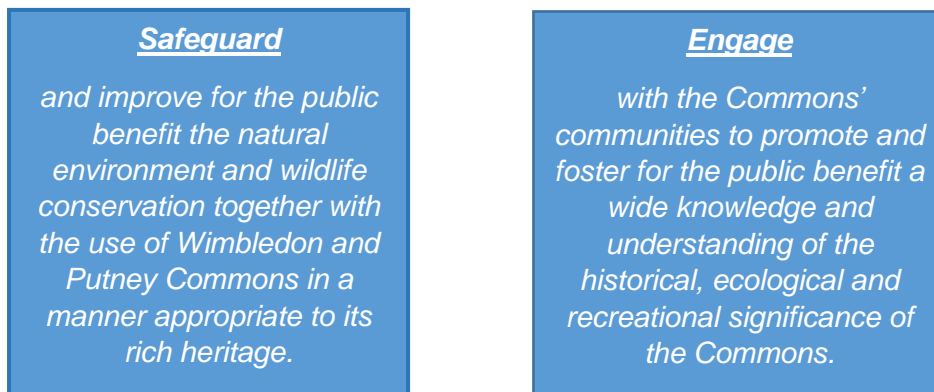 Safeguard
and improve for the public
benefit the natural
environment and wildlife
conservation together with
the use of Wimbledon and
Putney Commons in a
manner appropriate to its
rich heritage.
Engage
with the Commons’
communities to promote and
foster for the public benefit a
wide knowledge and
understanding of the
historical, ecological and
recreational significance of
the Commons.